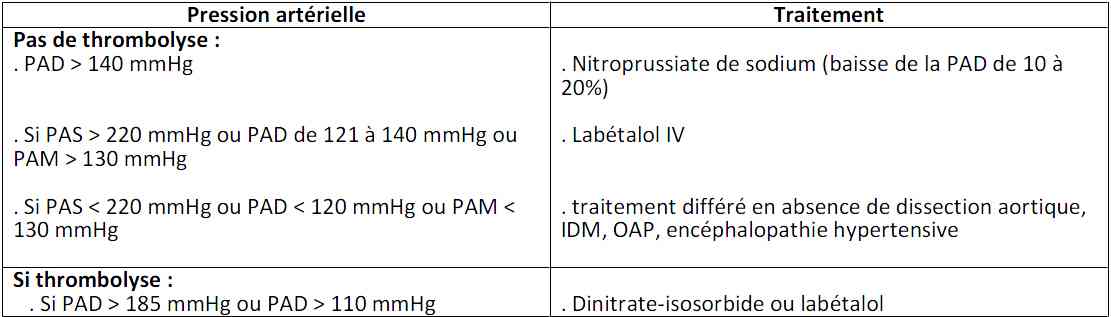 Pression artérielle
Traitement
Pas de thrombolyse :
. PAD > 140 mmHg
. Nitroprussiate de sodium (baisse de la PAD de 10 à
20%)
. Si PAS > 220 mmHg ou PAD de 121 à 140 mmHg ou
PAM > 130 mmHg
. Labétalol IV
. Si PAS < 220 mmHg ou PAD < 120 mmHg ou PAM <
130 mmHg
. traitement différé en absence de dissection aortique,
IDM, OAP, encéphalopathie hypertensive
Si thrombolyse :
. Si PAD > 185 mmHg ou PAD > 110 mmHg
. Dinitrate-isosorbide ou labétalol